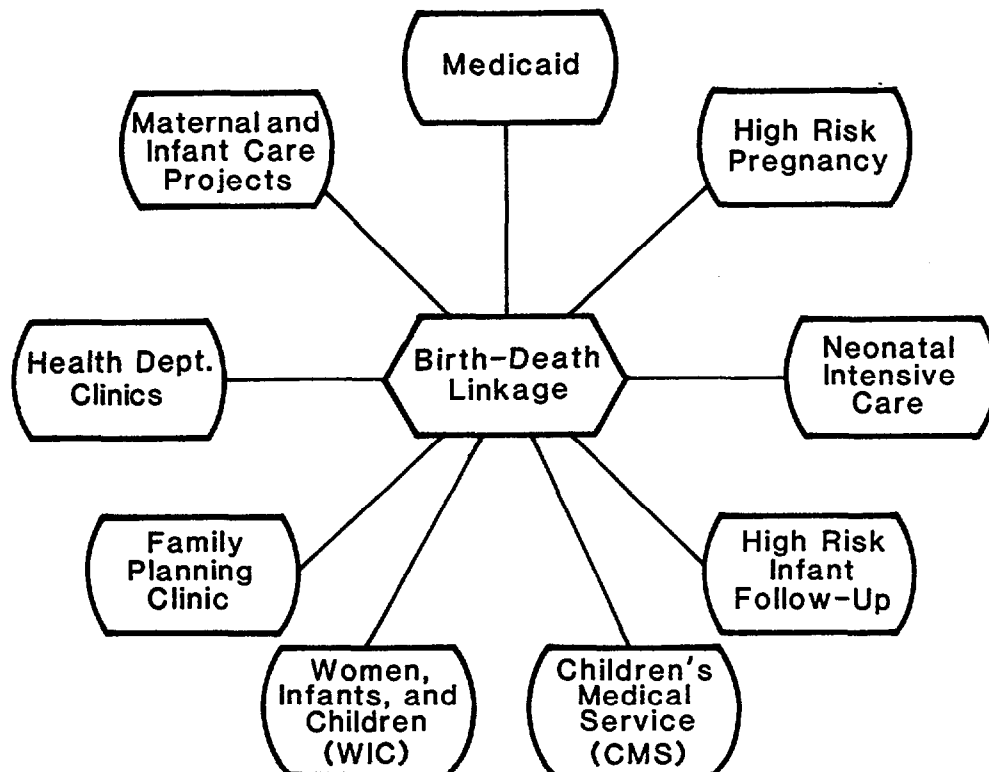 Medicaid
Maternal and
Infant Care
Projects
High Risk
Pregnancy
Health Dept.
Clinics
Birth-Death
Linkage
Neonatal
Intensive
Care
Family
Planning
Clinic
High Risk
Infant
Follow-Up
Women,
Infants, and
Children
(WIC)
Children's
Medical
Service
(CMS)